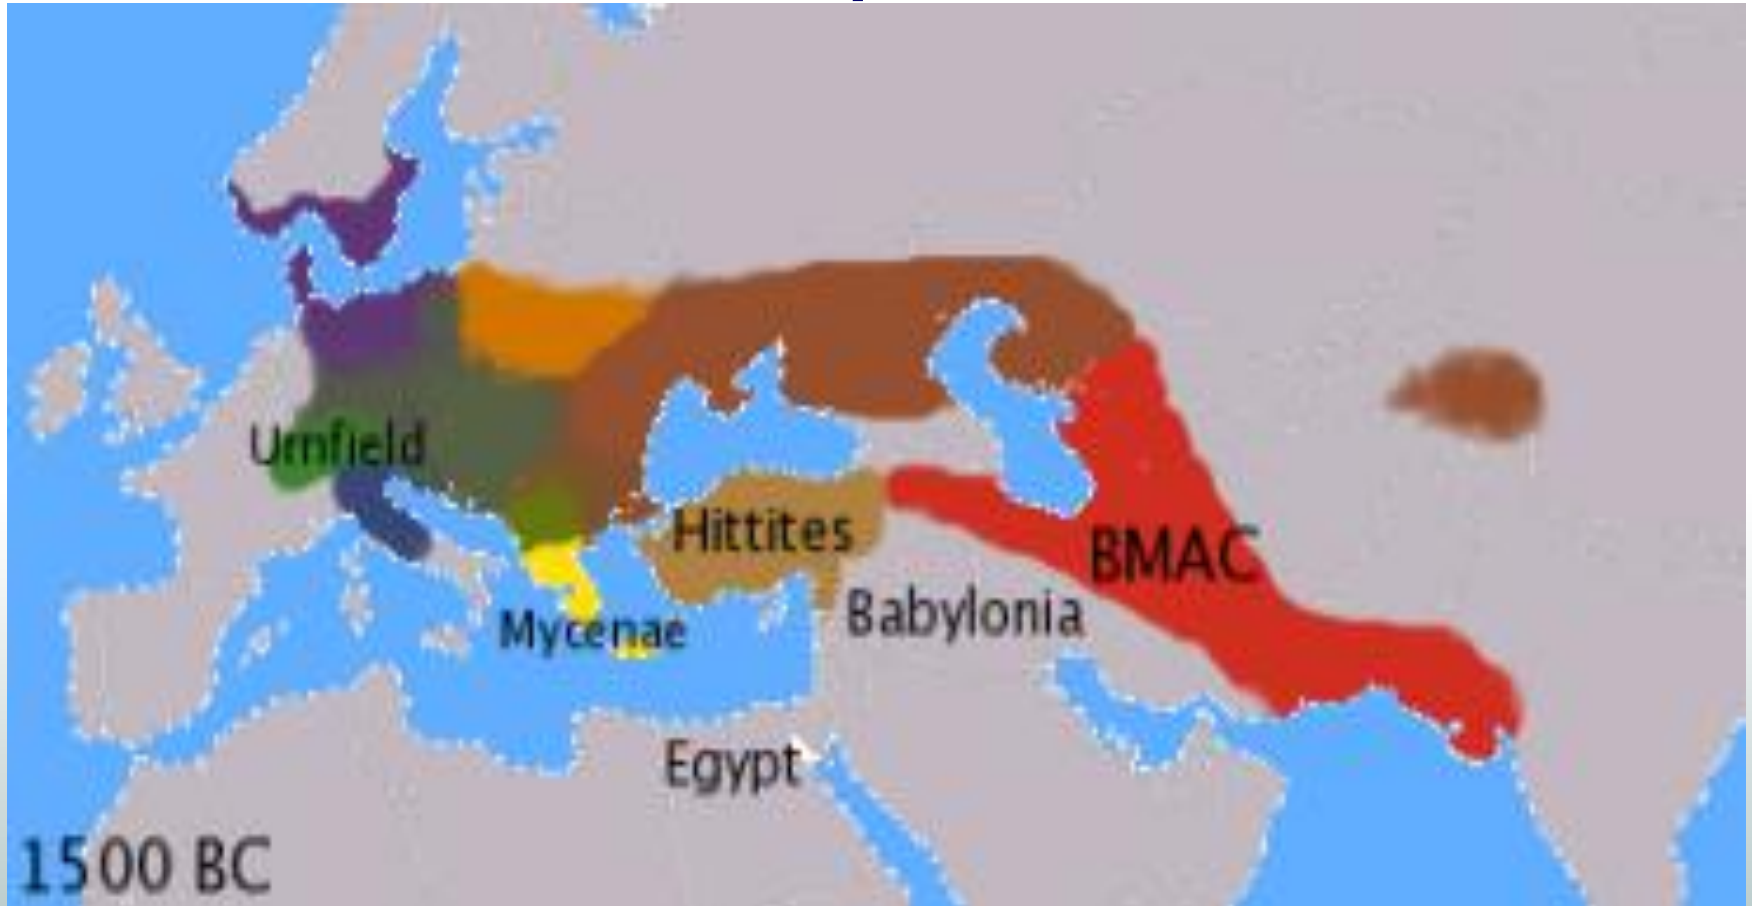 Urnfield
Hittites
BMAC
Mycenae
Babylonia
Egypt
1500 BC